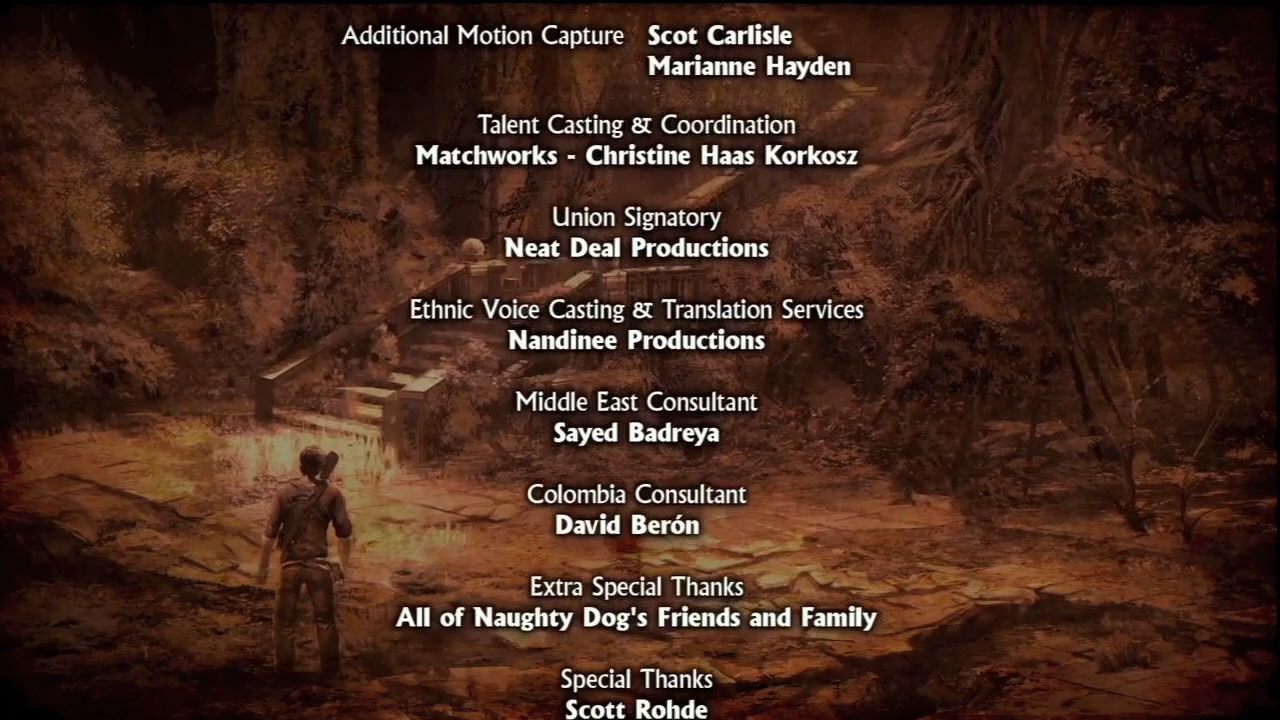 Additional Motion Capture Scot Carlisle
Marianne Hayden
Talent Casting & Coordination
Matchworks - Christine Haas Korkosz
Union Signatory
Neat Deal Productions
Ethnic Voice Casting & Translation Services
Nandinee Productions
Middle East Consultant
Sayed Badreya
Colombia Consultant
David Berón
Extra Special Thanks
All of Naughty Dog's Friends and Family
Special Thanks
Scott Rohde